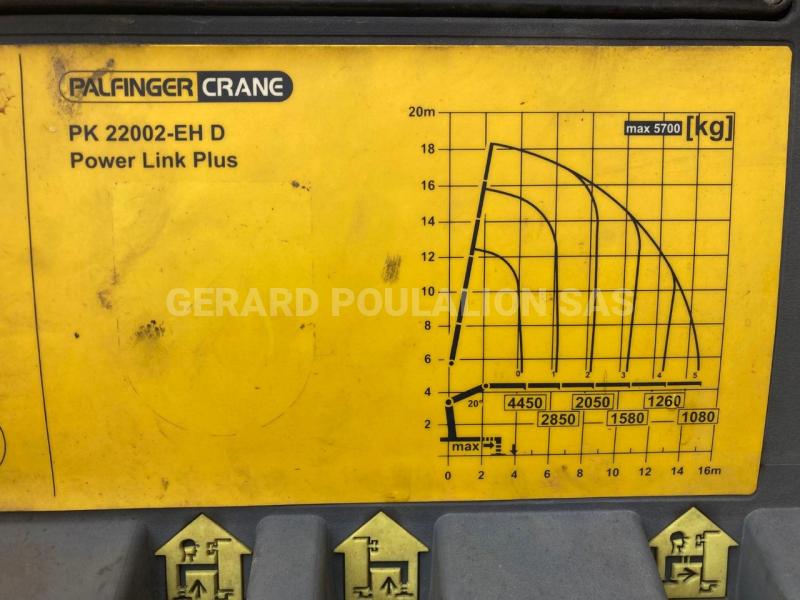 PALFINGER CRANE
PK 22002-EH D
Power Link Plus
20m
max 5700 [kg]
18
16
14
12
10
8
6
4
2
0 1 2 3 4 5
20°
4450 2050 1260
2850 1580 1080
max
0 2 4 6 8 10 12 14 16m
GERARD POULALION SAS